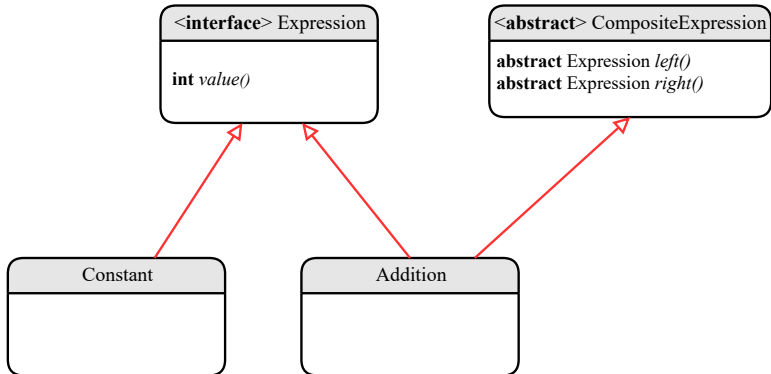 <interface> Expression
int value()
<abstract> CompositeExpression
abstract Expression left()
abstract Expression right()
Constant
Addition